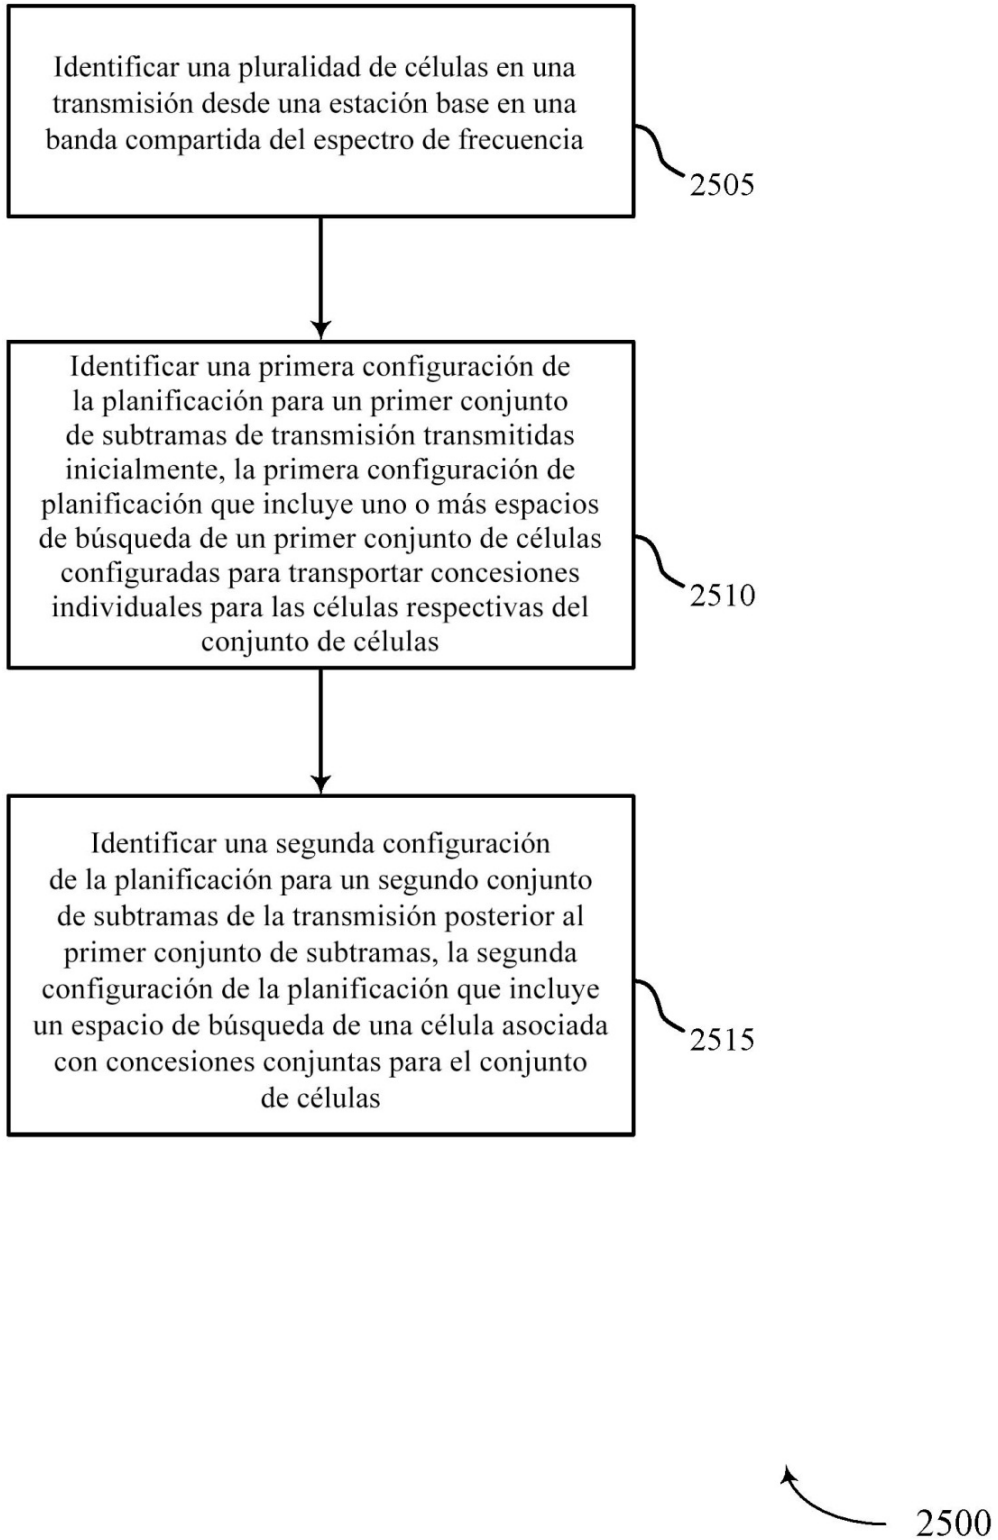 Identificar una pluralidad de células en una
transmisión desde una estación base en una
banda compartida del espectro de frecuencia
2505
Identificar una primera configuración de
la planificación para un primer conjunto
de subtramas de transmisión transmitidas
inicialmente, la primera configuración de
planificación que incluye uno o más espacios
de búsqueda de un primer conjunto de células
configuradas para transportar concesiones
individuales para las células respectivas del
conjunto de células
2510
Identificar una segunda configuración
de la planificación para un segundo conjunto
de subtramas de la transmisión posterior al
primer conjunto de subtramas, la segunda
configuración de la planificación que incluye
un espacio de búsqueda de una célula asociada
con concesiones conjuntas para el conjunto
de células
2515
2500